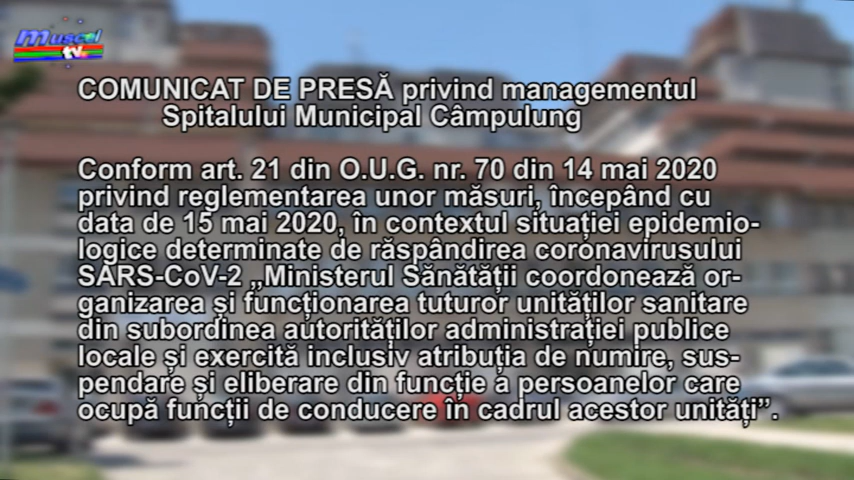 Muscel
tv
COMUNICAT DE PRESĂ privind managementul
Spitalului Municipal Câmpulung
Conform art. 21 din O.U.G. nr. 70 din 14 mai 2020
privind reglementarea unor măsuri, începând cu
data de 15 mai 2020, în contextul situației epidemio-
logice determinate de răspândirea coronavirusului
SARS-CoV-2 „Ministerul Sănătății coordonează or-
ganizarea și funcționarea tuturor unităților sanitare
din subordinea autorităților administrației publice
locale și exercită inclusiv atribuția de numire, sus-
pendare și eliberare din funcție a persoanelor care
ocupă funcții de conducere în cadrul acestor unități”.